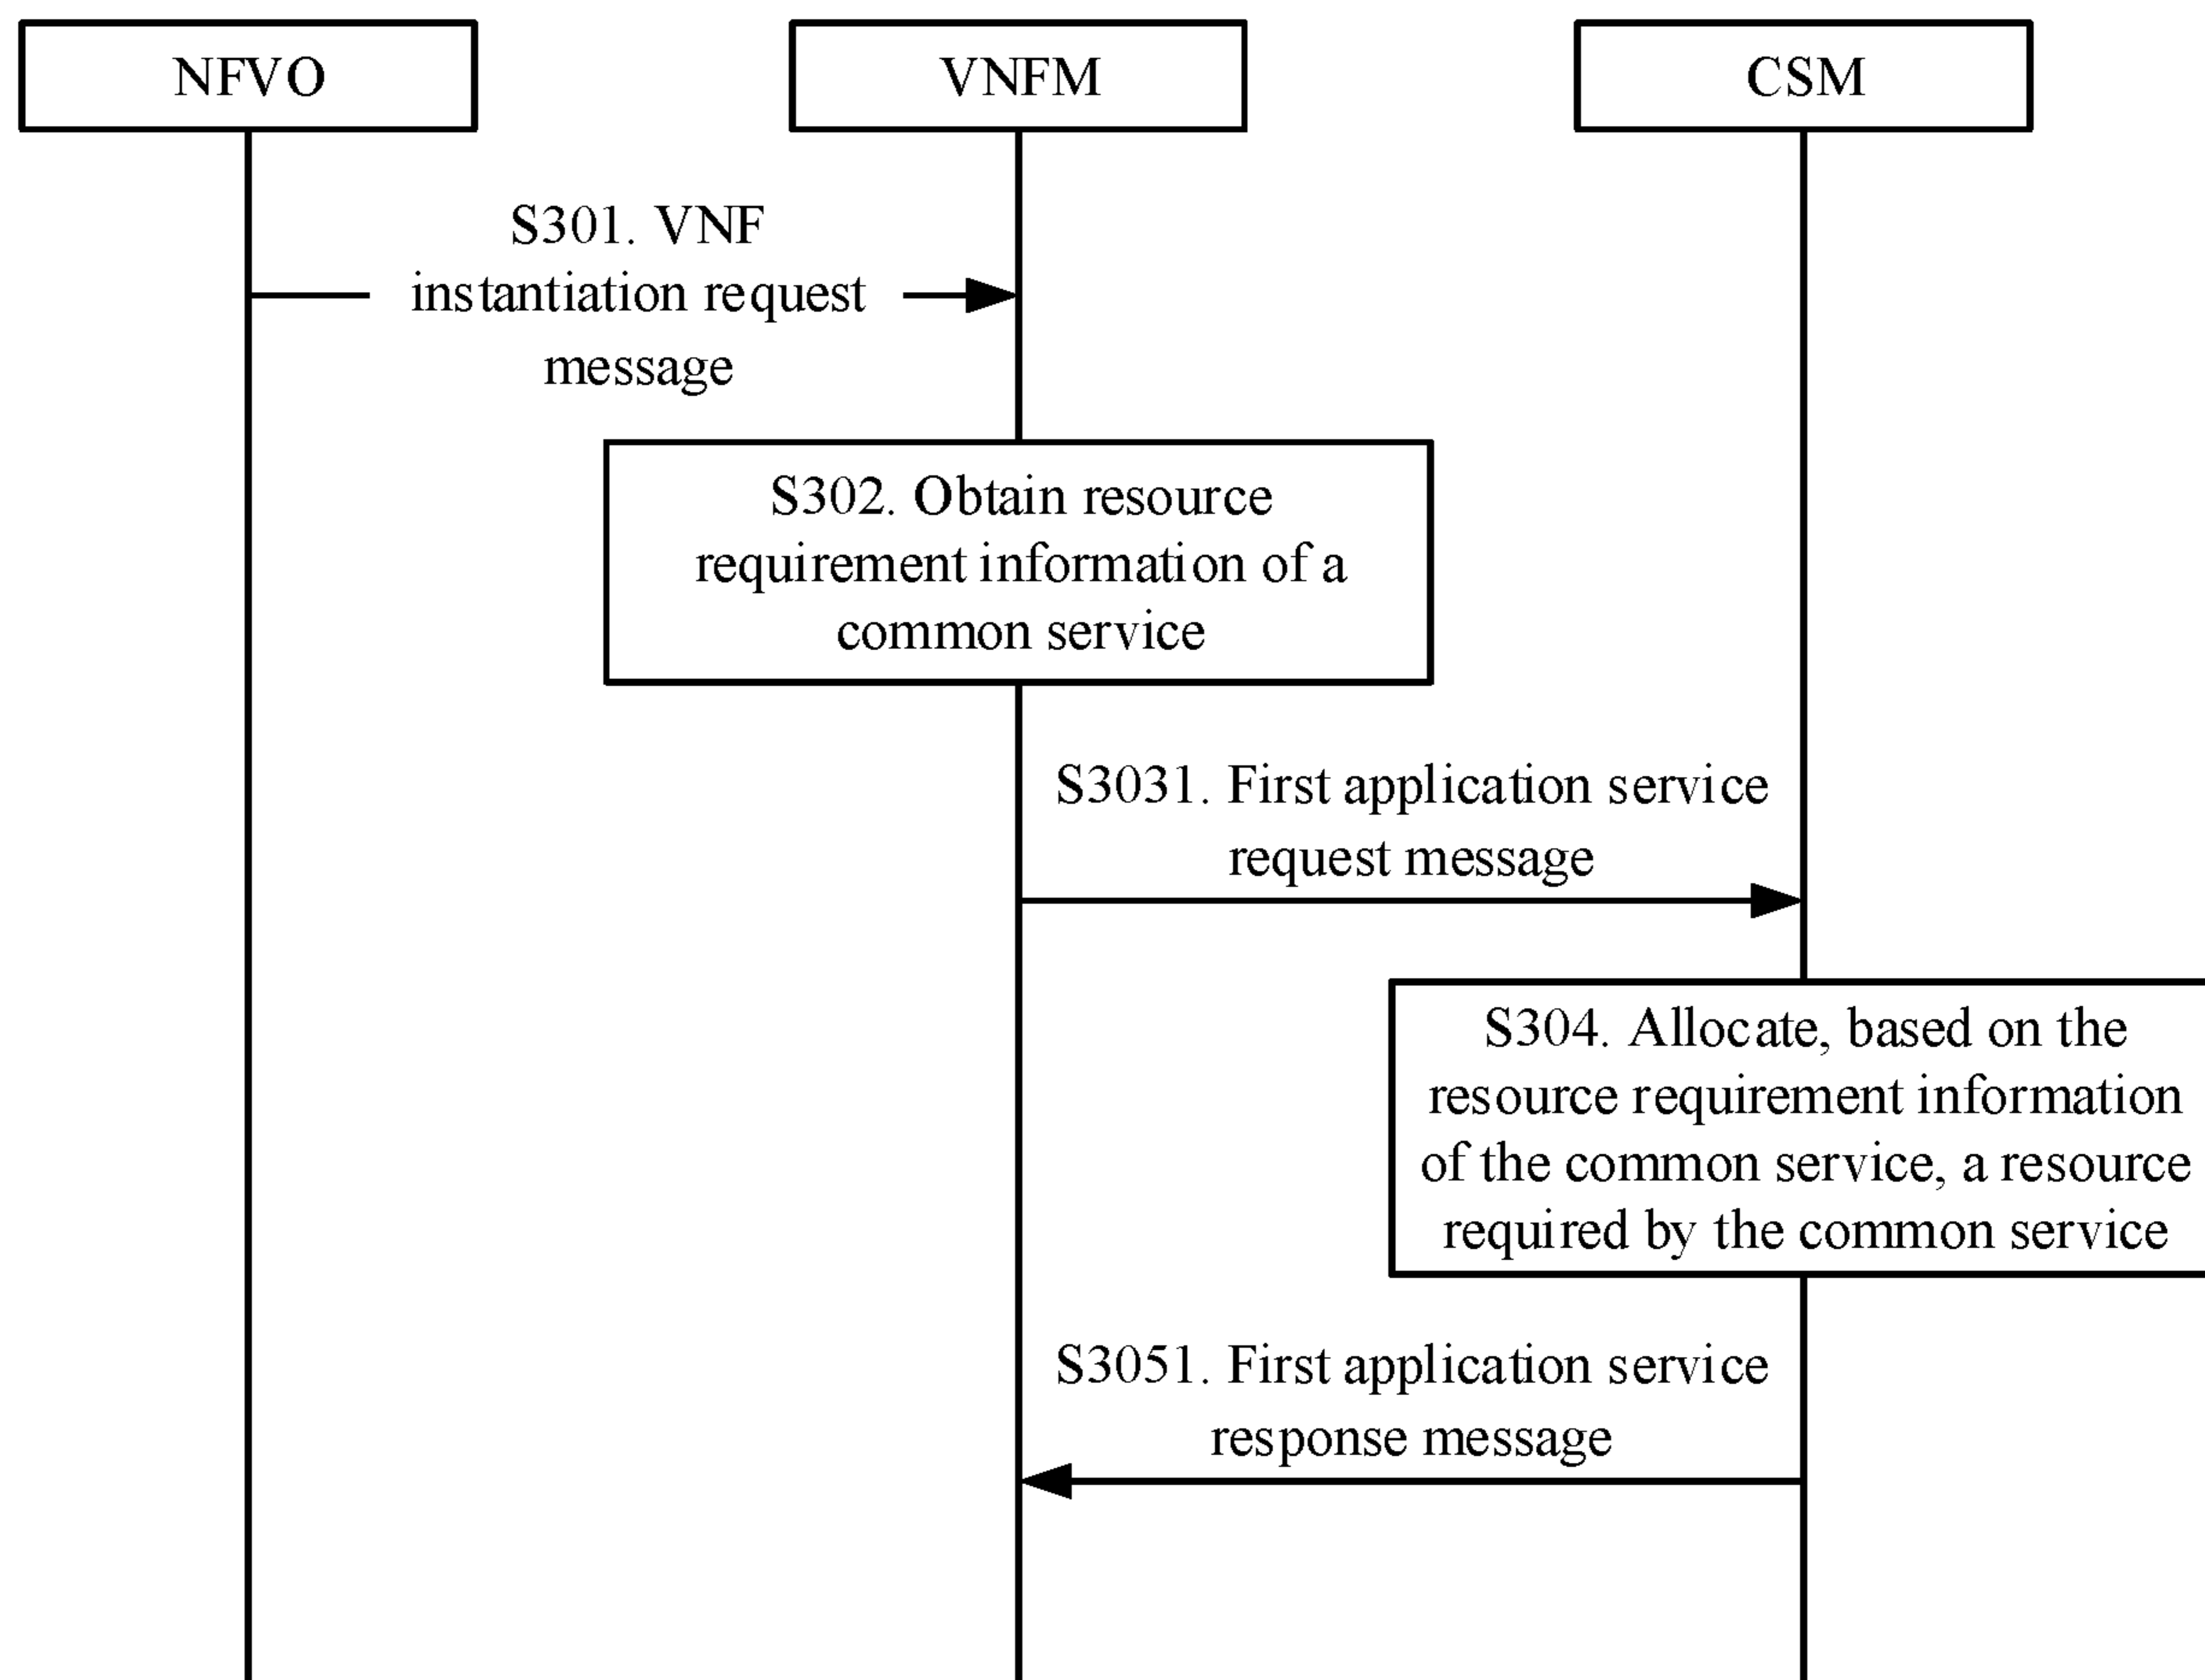 NFVO
VNFM
CSM
S301. VNF
instantiation request
message
S302. Obtain resource
requirement information of a
common service
S3031. First application service
request message
S304. Allocate, based on the
resource requirement information
of the common service, a resource
required by the common service
S3051. First application service
response message